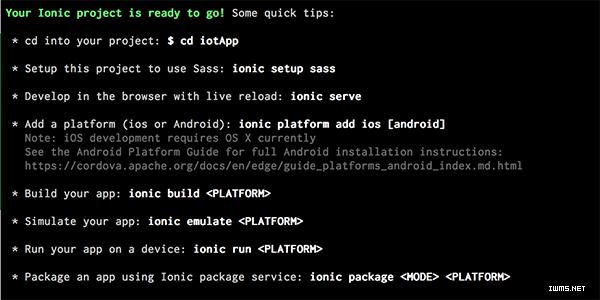 Your Ionic project is ready to go! Some quick tips:
* cd into your project: $ cd iotApp
* Setup this project to use Sass: ionic setup sass
* Develop in the browser with live reload: ionic serve
* Add a platform (ios or Android): ionic platform add ios [android]
Note: iOS development requires OS X currently
See the Android Platform Guide for full Android installation instructions:
https://cordova.apache.org/docs/en/edge/guide_platforms_android_index.md.html
* Build your app: ionic build <PLATFORM>
* Simulate your app: ionic emulate <PLATFORM>
* Run your app on a device: ionic run <PLATFORM>
* Package an app using Ionic package service: ionic package <MODE> <PLATFORM>
IWMS.NET